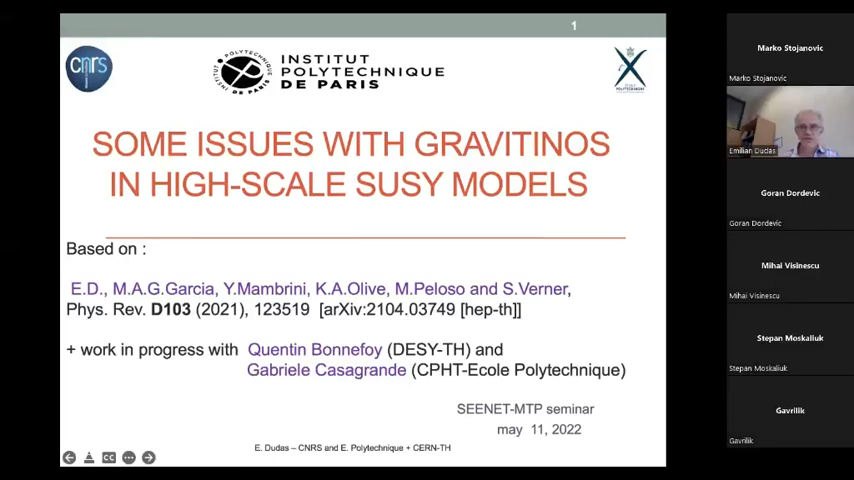 1
cnrs
INSTITUT
POLYTECHNIQUE
DE PARIS
SOME ISSUES WITH GRAVITINOS
IN HIGH-SCALE SUSY MODELS
Based on :
E.D., M.A.G.Garcia, Y.Mambrini, K.A.Olive, M.Peloso and S.Verner,
Phys. Rev. D103 (2021), 123519 [arXiv:2104.03749 [hep-th]]
+ work in progress with Quentin Bonnefoy (DESY-TH) and
Gabriele Casagrande (CPHT-Ecole Polytechnique)
SEENET-MTP seminar
may 11, 2022
E. Dudas – CNRS and E. Polytechnique + CERN-TH
CC
Marko Stojanovic
Marko Stojanovic
Emilian Dudas
Goran Dordevic
Goran Dordevic
Mihai Visinescu
Mihai Visinescu
Stepan Moskaliuk
Stepan Moskaliuk
Gavrilik
Gavrilik